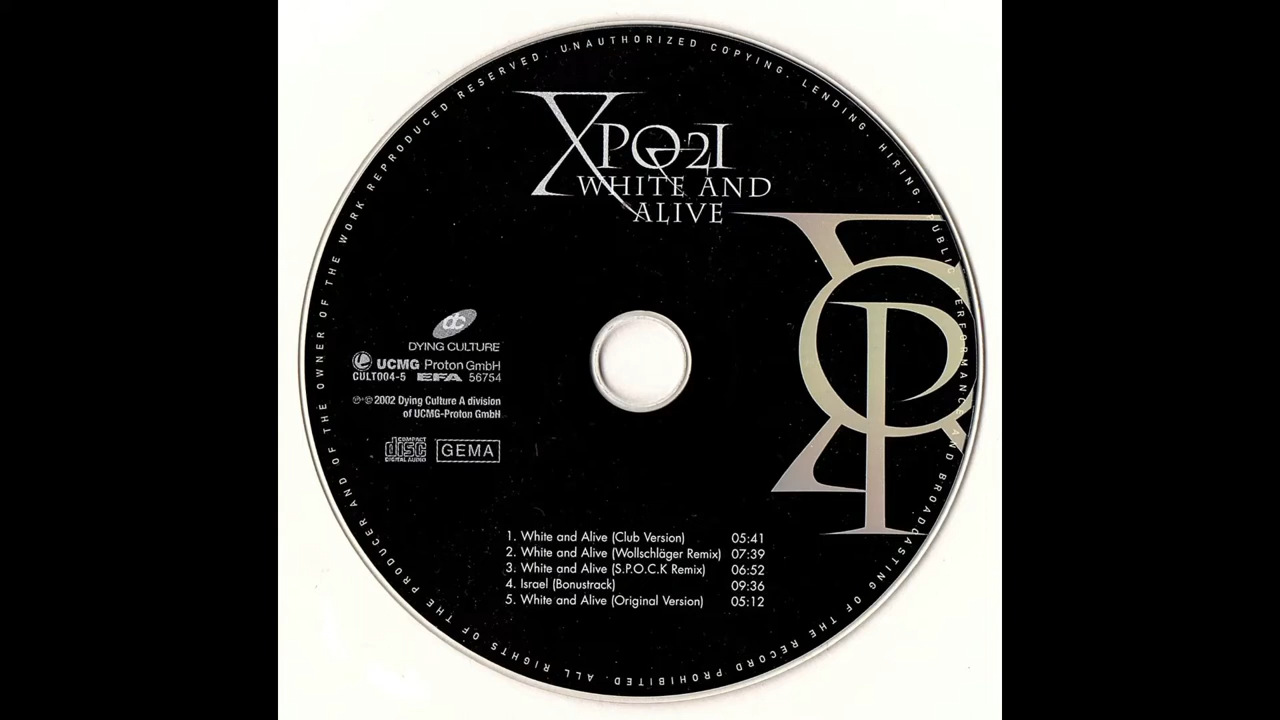 ALL RIGHTS OF THE PRODUCER AND OF THE OWNER OF THE WORK REPRODUCED RESERVED. UNAUTHORIZED COPYING. LENDING. HIRING. PUBLIC PERFORMANCE AND BROADCASTING OF THE RECORD PROHIBITED.
XPQ21
WHITE AND
ALIVE
dc
DYING CULTURE
UCMG Proton GmbH
CULT004-5 EFA 56754
℗+© 2002 Dying Culture A division
of UCMG-Proton GmbH
COMPACT
disc
DIGITAL AUDIO
GEMA
1. White and Alive (Club Version) 05:41
2. White and Alive (Wollschläger Remix) 07:39
3. White and Alive (S.P.O.C.K Remix) 06:52
4. Israel (Bonustrack) 09:36
5. White and Alive (Original Version) 05:12